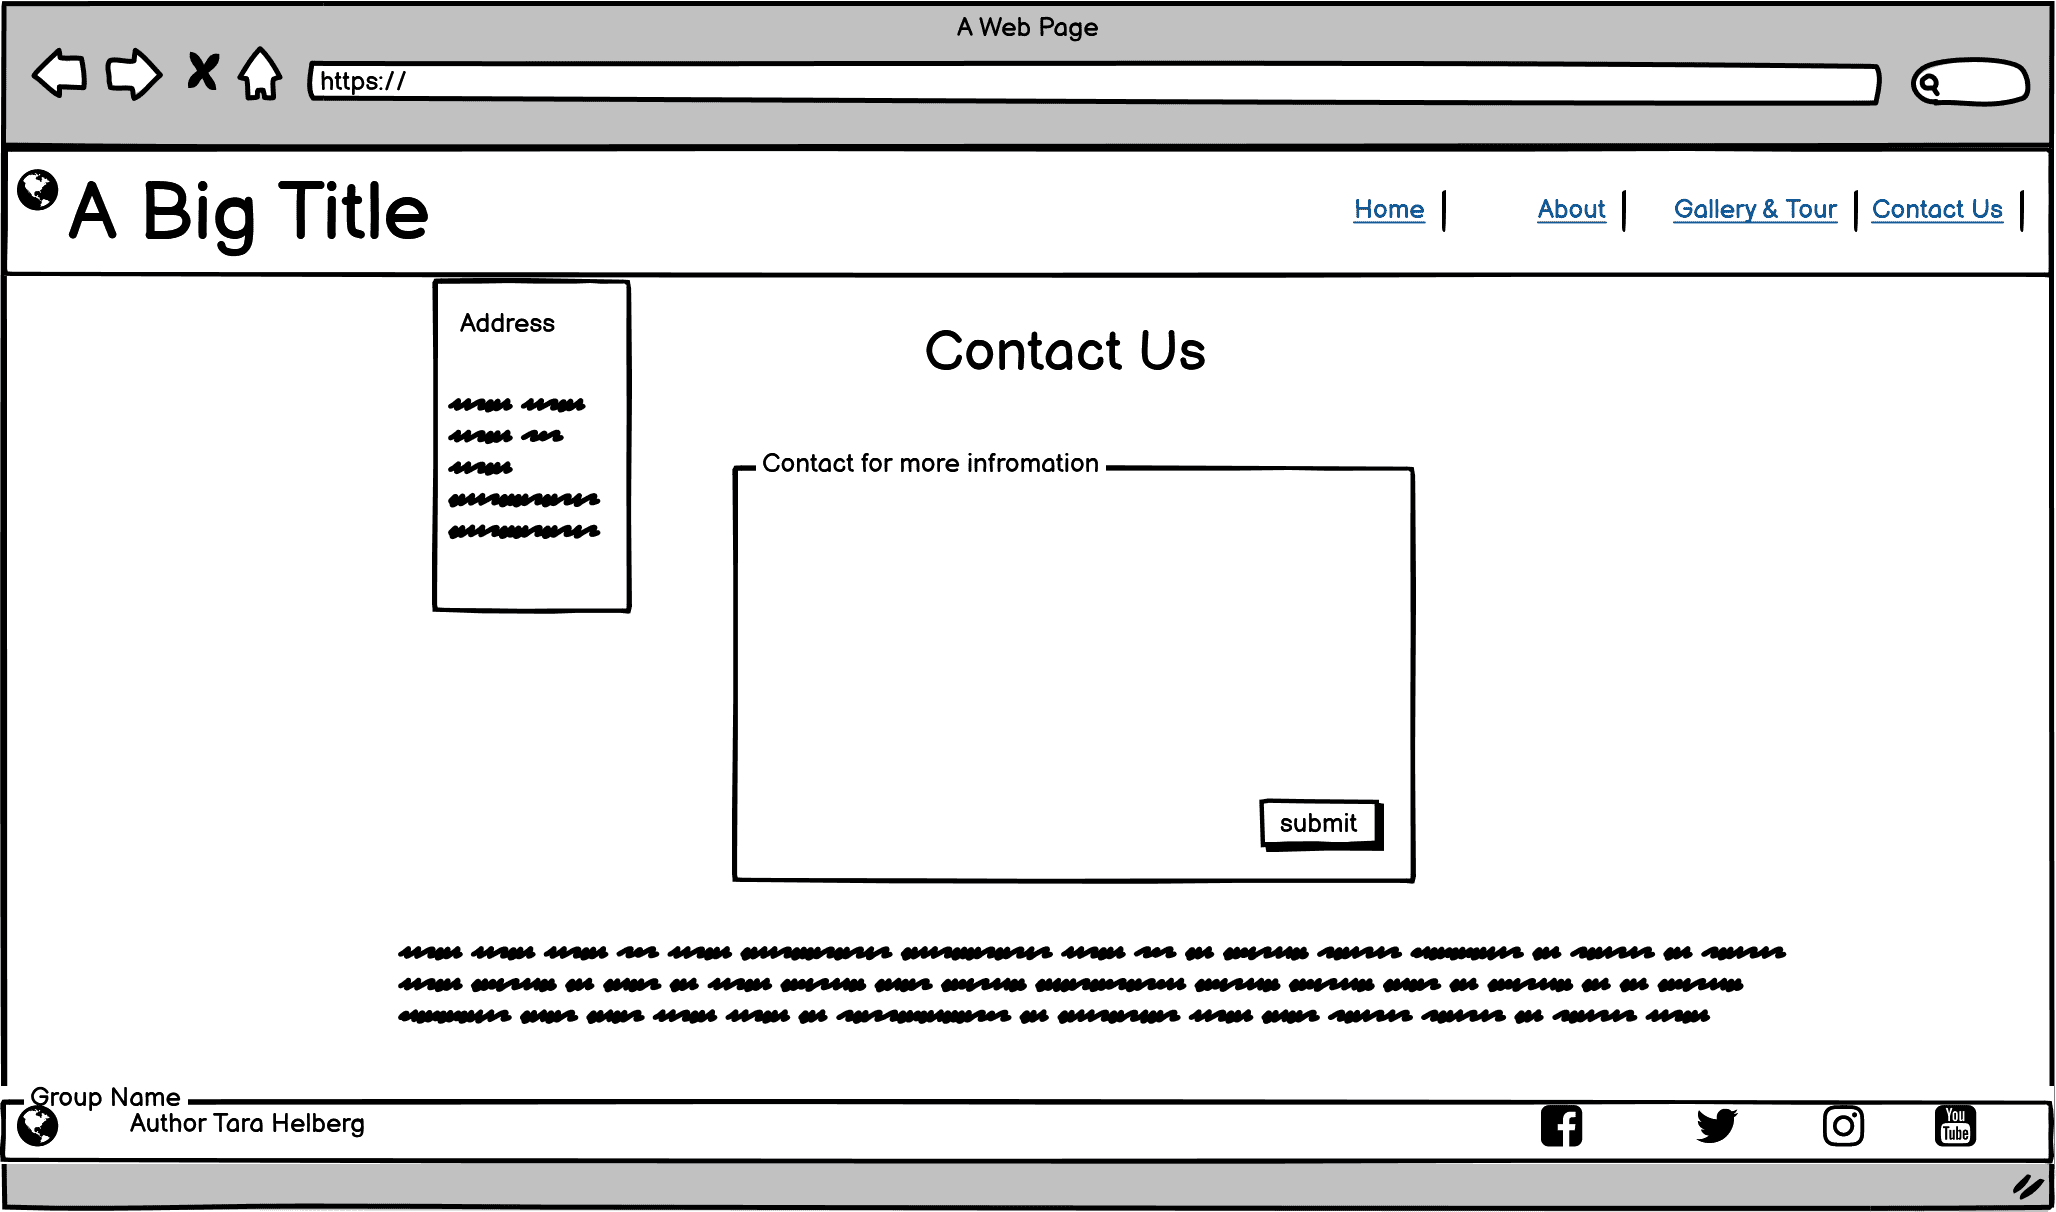 A Web Page
https://
A Big Title
Home
About
Gallery & Tour
Contact Us
Address
Contact Us
Contact for more infromation
submit
Group Name
Author Tara Helberg
You
Tube